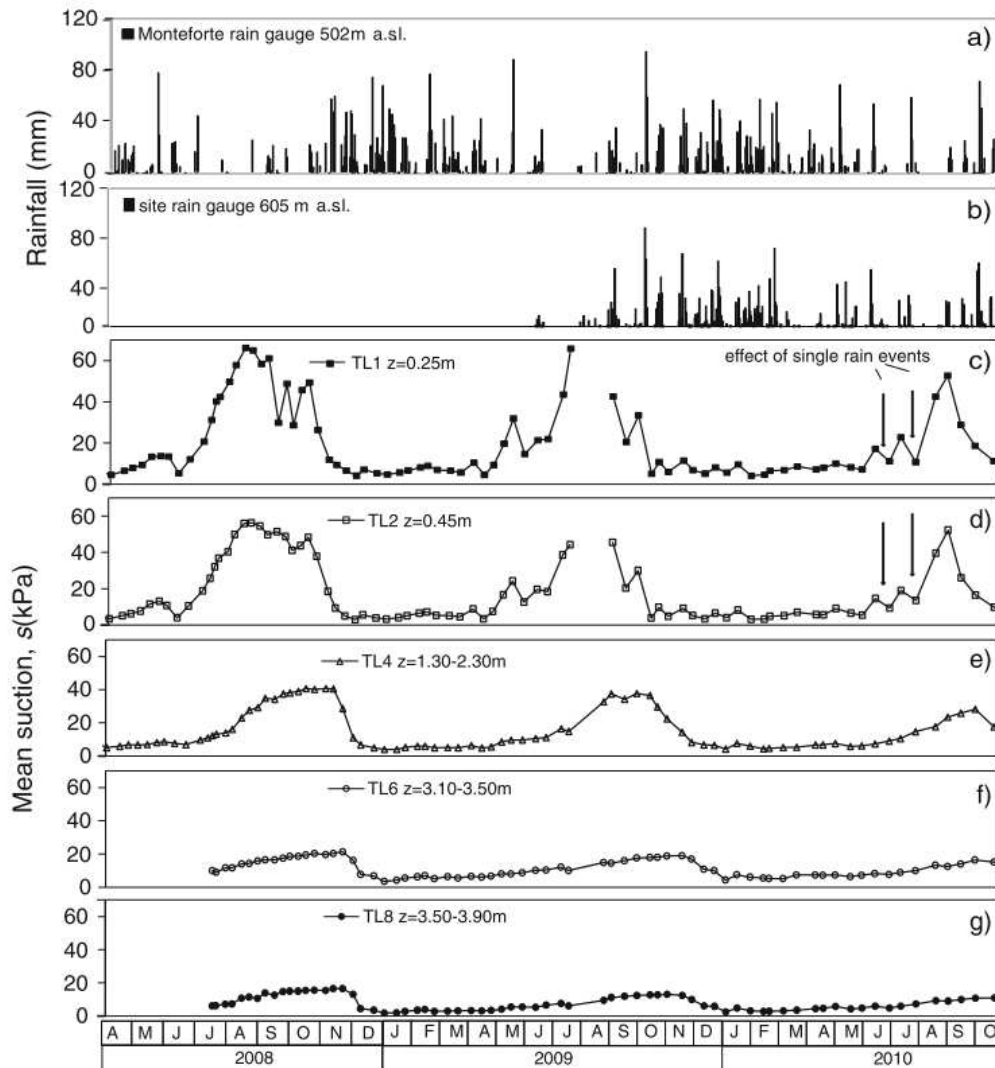 Rainfall (mm)
Mean suction, s(kPa)
120
80
40
0
Monteforte rain gauge 502m a.sl.
a)
120
80
40
0
site rain gauge 605 m a.sl.
b)
60
40
20
0
TL1 z=0.25m
effect of single rain events
c)
60
40
20
0
TL2 z=0.45m
d)
60
40
20
0
TL4 z=1.30-2.30m
e)
60
40
20
0
TL6 z=3.10-3.50m
f)
60
40
20
0
TL8 z=3.50-3.90m
g)
A M J J A S O N D J F M A M J J A S O N D J F M A M J J A S O
2008 2009 2010